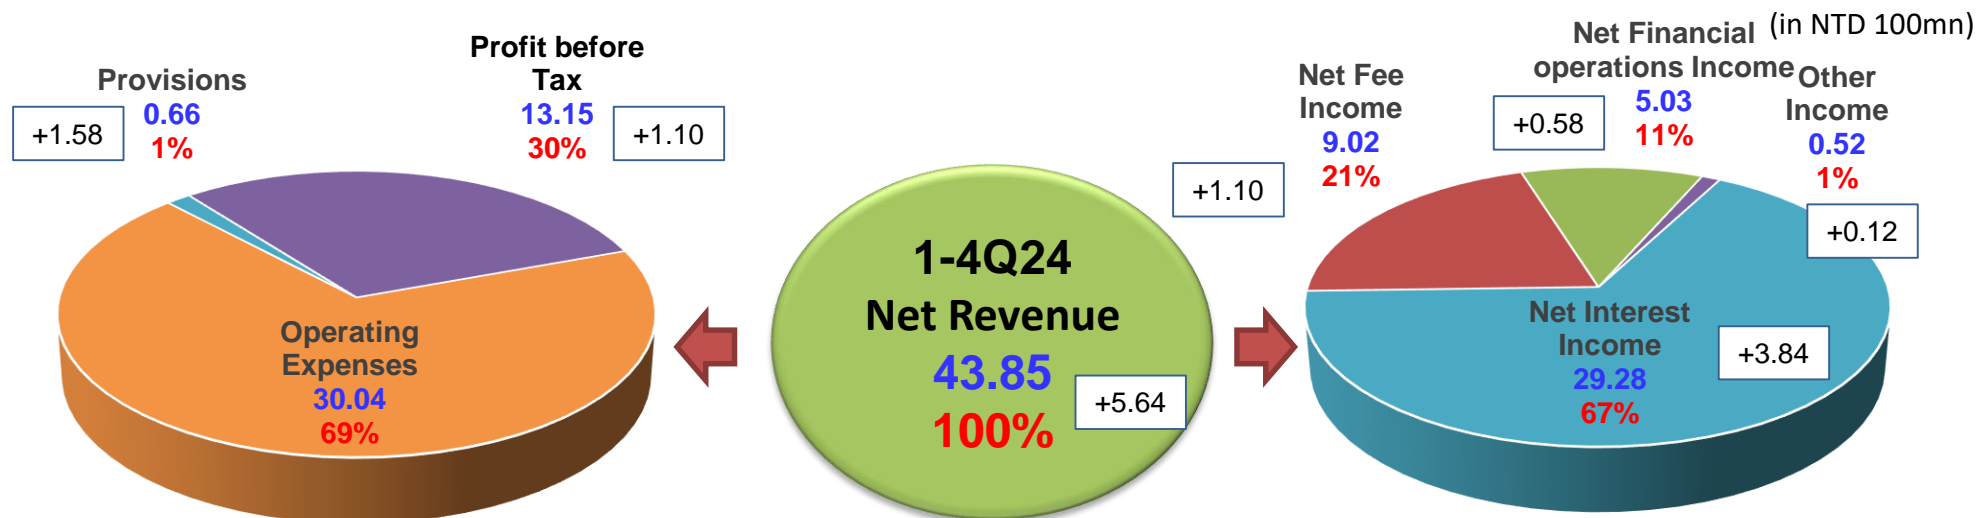 (in NTD 100mn)
Provisions
0.66
1%
+1.58
Profit before
Tax
13.15
30%
+1.10
Operating
Expenses
30.04
69%
1-4Q24
Net Revenue
43.85
100%
+5.64
Net Fee
Income
9.02
21%
+1.10
Net Financial
operations Income
5.03
11%
+0.58
Other
Income
0.52
1%
+0.12
Net Interest
Income
29.28
67%
+3.84